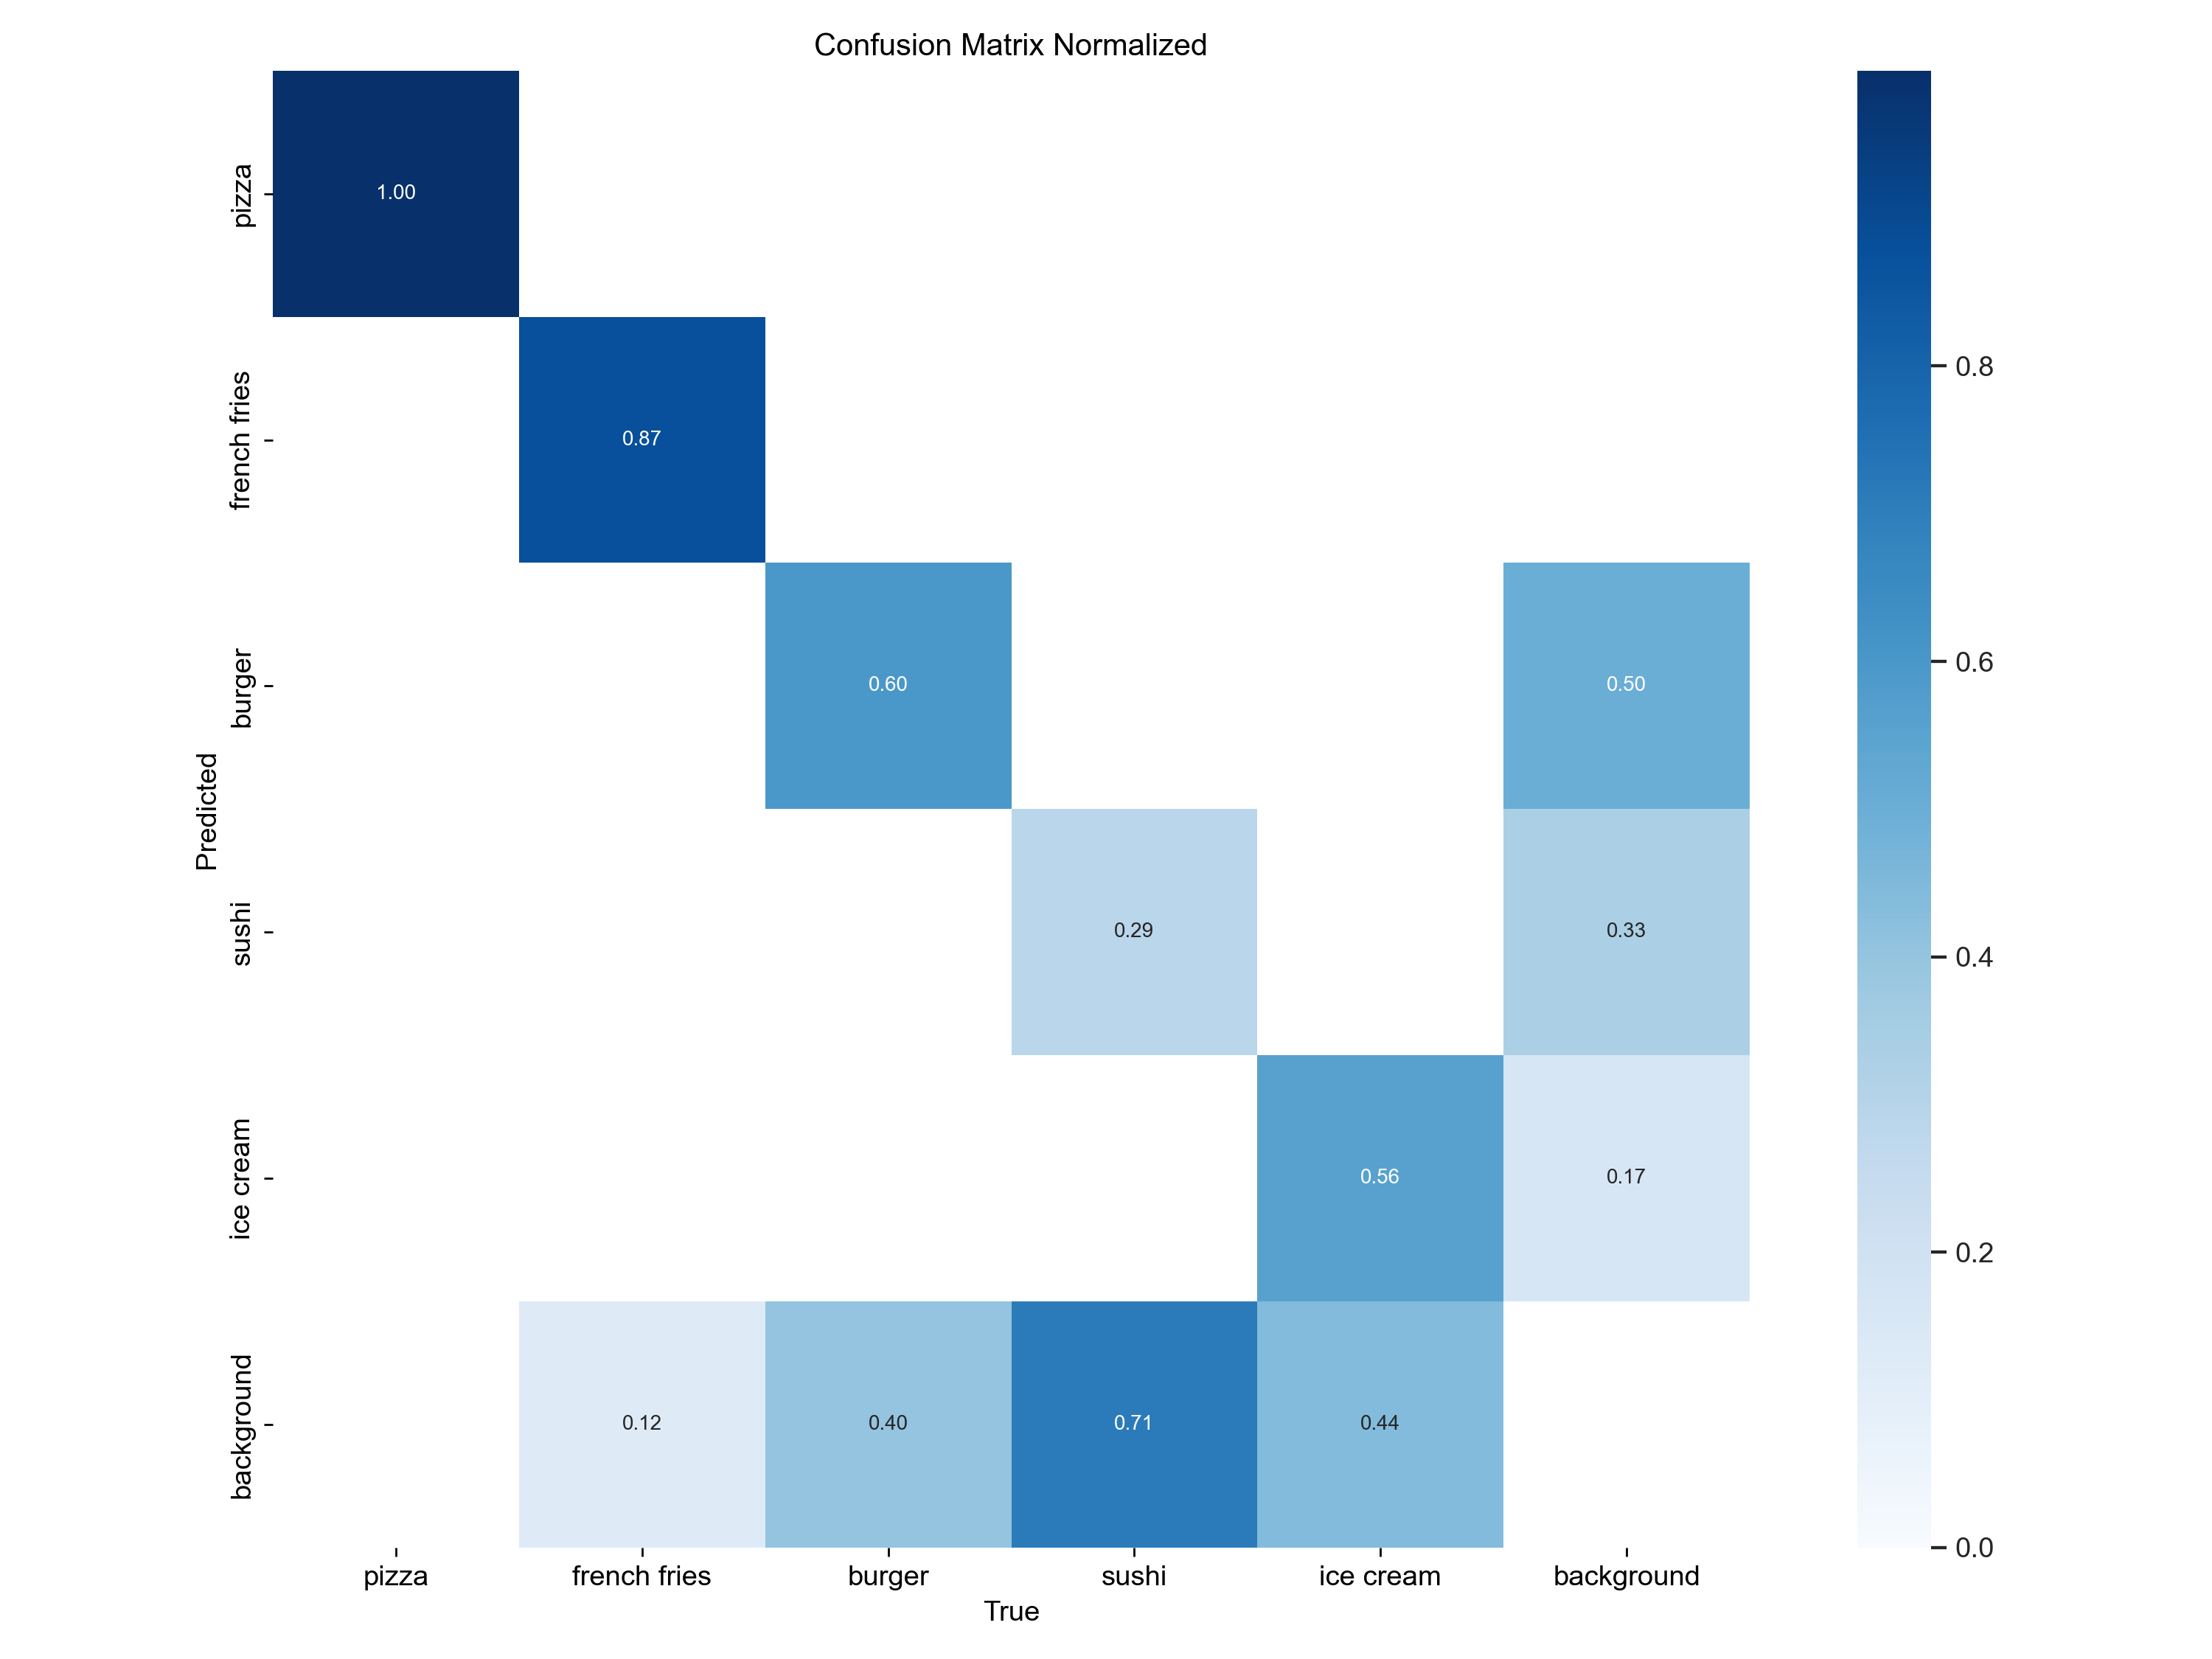 Confusion Matrix Normalized
pizza
1.00
french fries
0.87
burger
0.60
0.50
sushi
0.29
0.33
ice cream
0.56
0.17
background
0.12
0.40
0.71
0.44
Predicted
pizza
french fries
burger
sushi
ice cream
background
True
0.8
0.6
0.4
0.2
0.0